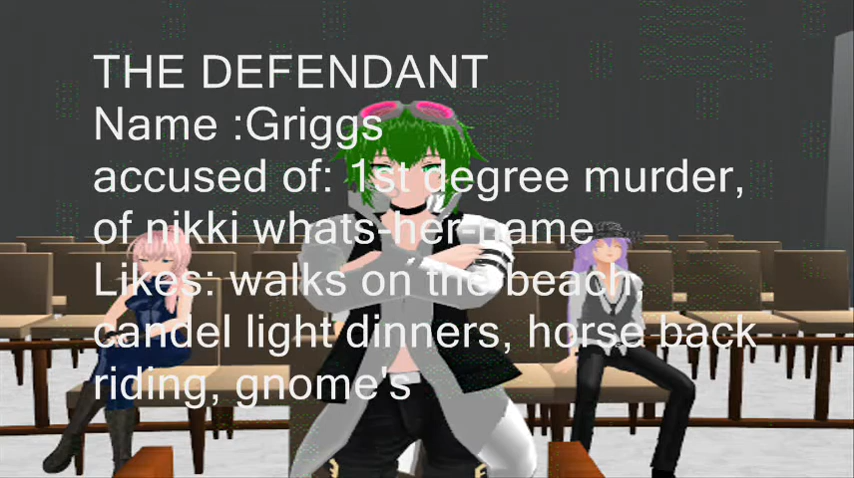 THE DEFENDANT
Name :Griggs
accused of: 1st degree murder,
of nikki whats-her name
Likes: walks on the beach
candel light dinners, horse back
riding, gnome's